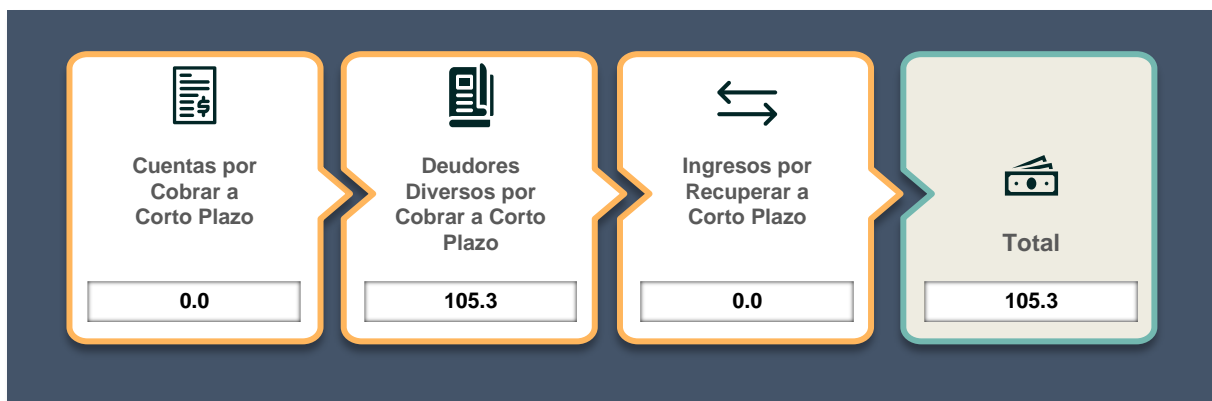 Cuentas por
Cobrar a
Corto Plazo
0.0
Deudores
Diversos por
Cobrar a Corto
Plazo
105.3
Ingresos por
Recuperar a
Corto Plazo
0.0
Total
105.3